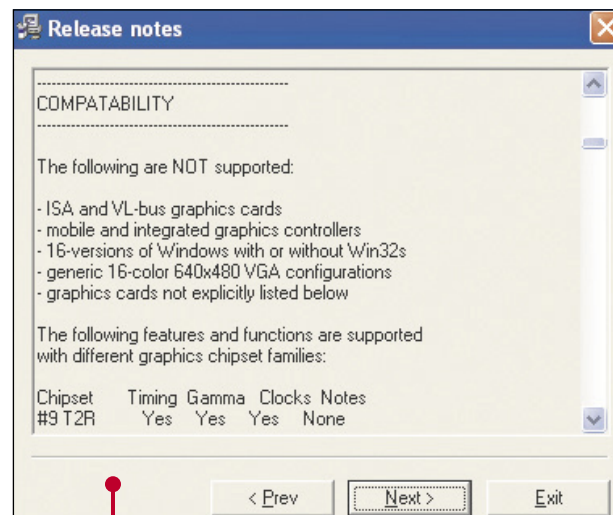 Release notes
--------------------------------------------------
COMPATABILITY
--------------------------------------------------
The following are NOT supported:
- ISA and VL-bus graphics cards
- mobile and integrated graphics controllers
- 16-versions of Windows with or without Win32s
- generic 16-color 640x480 VGA configurations
- graphics cards not explicitly listed below
The following features and functions are supported
with different graphics chipset families:
Chipset Timing Gamma Clocks Notes
#9 T2R Yes Yes Yes None
< Prev Next > Exit